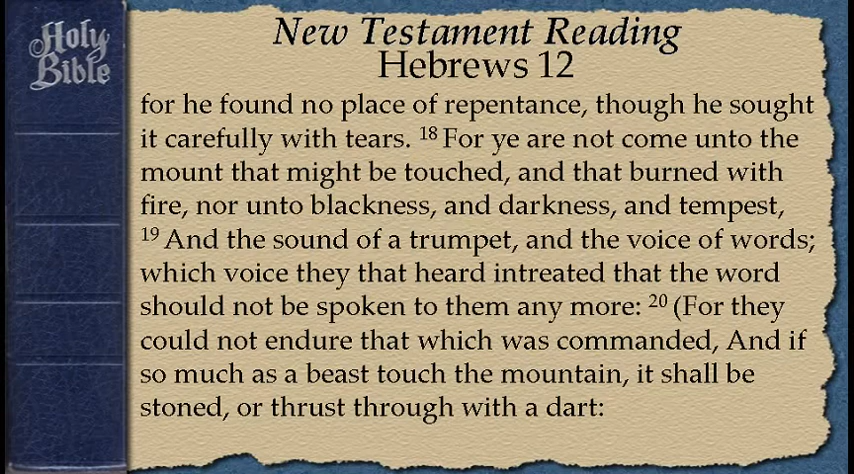 Holy
Bible
New Testament Reading
Hebrews 12
for he found no place of repentance, though he sought
it carefully with tears. 18 For ye are not come unto the
mount that might be touched, and that burned with
fire, nor unto blackness, and darkness, and tempest,
19 And the sound of a trumpet, and the voice of words;
which voice they that heard intreated that the word
should not be spoken to them any more: 20 (For they
could not endure that which was commanded, And if
so much as a beast touch the mountain, it shall be
stoned, or thrust through with a dart: